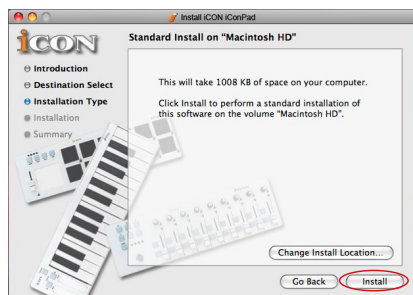 Install iCON iConPad
iCON
Standard Install on "Macintosh HD"
Introduction
Destination Select
Installation Type
Installation
Summary
This will take 1008 KB of space on your computer.
Click Install to perform a standard installation of
this software on the volume "Macintosh HD".
Change Install Location...
Go Back
Install